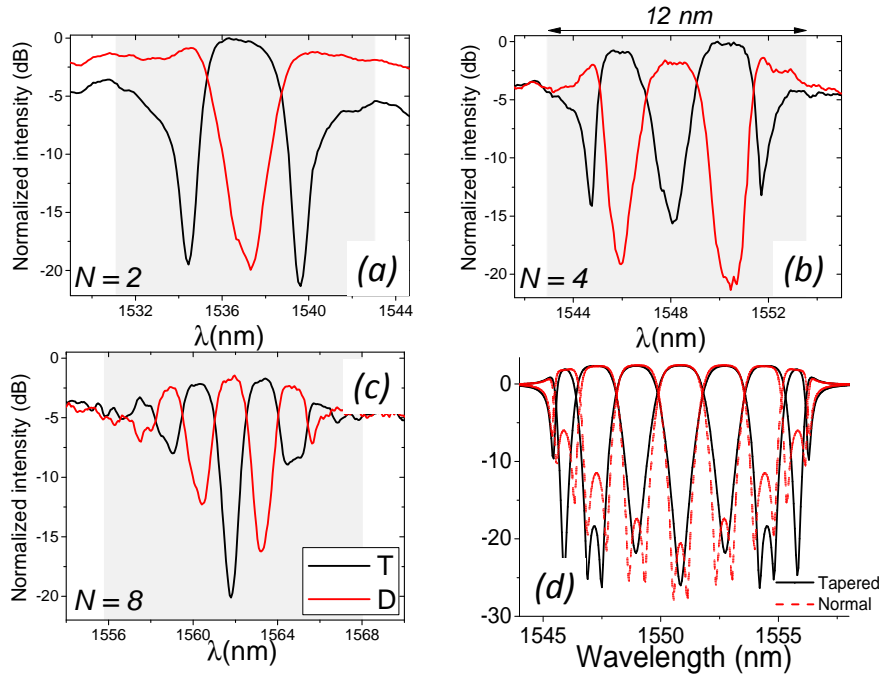 12 nm
0
-5
-10
-15
-20
Normalized intensity (dB)
N = 2
(a)
1532
1536
1540
1544
λ(nm)
0
-5
-10
-15
-20
Normalized intensity (db)
N = 4
(b)
1544
1548
1552
λ(nm)
0
-5
-10
-15
-20
Normalized intensity (dB)
(c)
N = 8
T
D
1556
1560
1564
1568
λ(nm)
0
-10
-20
-30
(d)
Tapered
Normal
1545
1550
1555
Wavelength (nm)